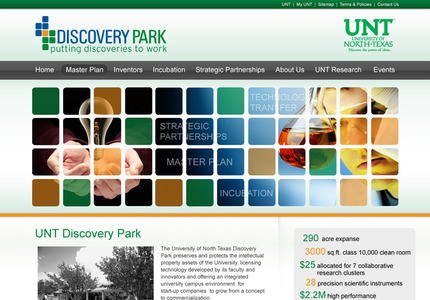 UNT | My UNT | Sitemap | Terms & Policies | Contact Us
DISCOVERY PARK
putting discoveries to work
UNT
UNIVERSITY OF
NORTH TEXAS
Discover the power of ideas.
Home Master Plan Inventors Incubation Strategic Partnerships About Us UNT Research Events
TECHNOLOGY
TRANSFER
STRATEGIC
PARTNERSHIPS
MASTER PLAN
INCUBATION
UNT Discovery Park
The University of North Texas Discovery
Park preserves and protects the intellectual
property assets of the University, licensing
technology developed by its faculty and
innovators and offering an integrated
university campus environment for
start-up companies to grow from a concept
to commercialization.
290 acre expanse
3000 sq.ft. class 10,000 clean room
$25 allocated for 7 collaborative
research clusters
28 precision scientific instruments
$2.2M high performance